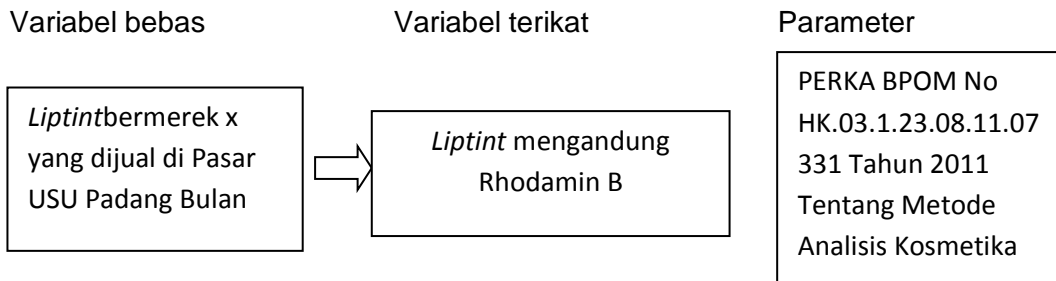 Variabel bebas
Variabel terikat
Parameter
Liptintbermerek x
yang dijual di Pasar
USU Padang Bulan
Liptint mengandung
Rhodamin B
PERKA BPOM No
HK.03.1.23.08.11.07
331 Tahun 2011
Tentang Metode
Analisis Kosmetika